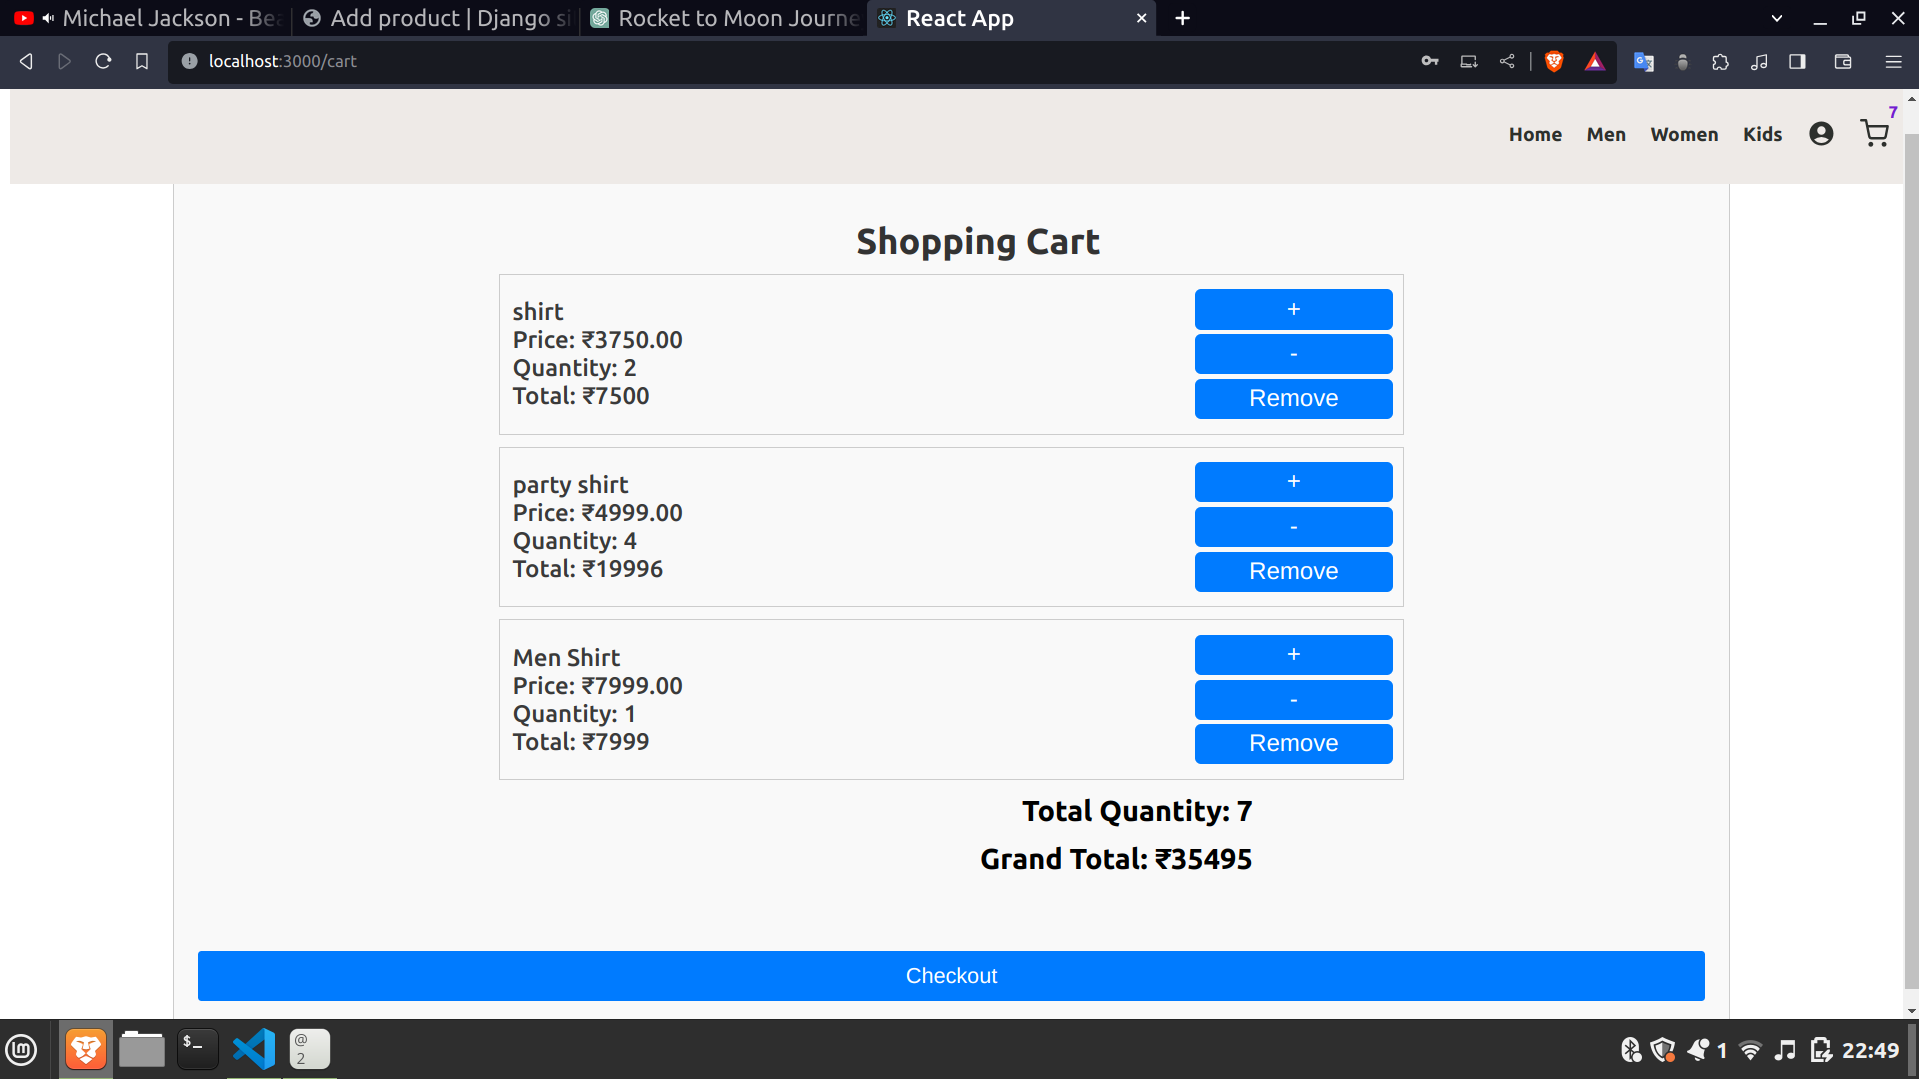 Michael Jackson - Bea
Add product | Django si
Rocket to Moon Journe
React App
localhost:3000/cart
7
Home
Men
Women
Kids
Shopping Cart
shirt
Price: ₹3750.00
Quantity: 2
Total: ₹7500
+
-
Remove
party shirt
Price: ₹4999.00
Quantity: 4
Total: ₹19996
+
-
Remove
Men Shirt
Price: ₹7999.00
Quantity: 1
Total: ₹7999
+
-
Remove
Total Quantity: 7
Grand Total: ₹35495
Checkout
$_
@
2
1
22:49